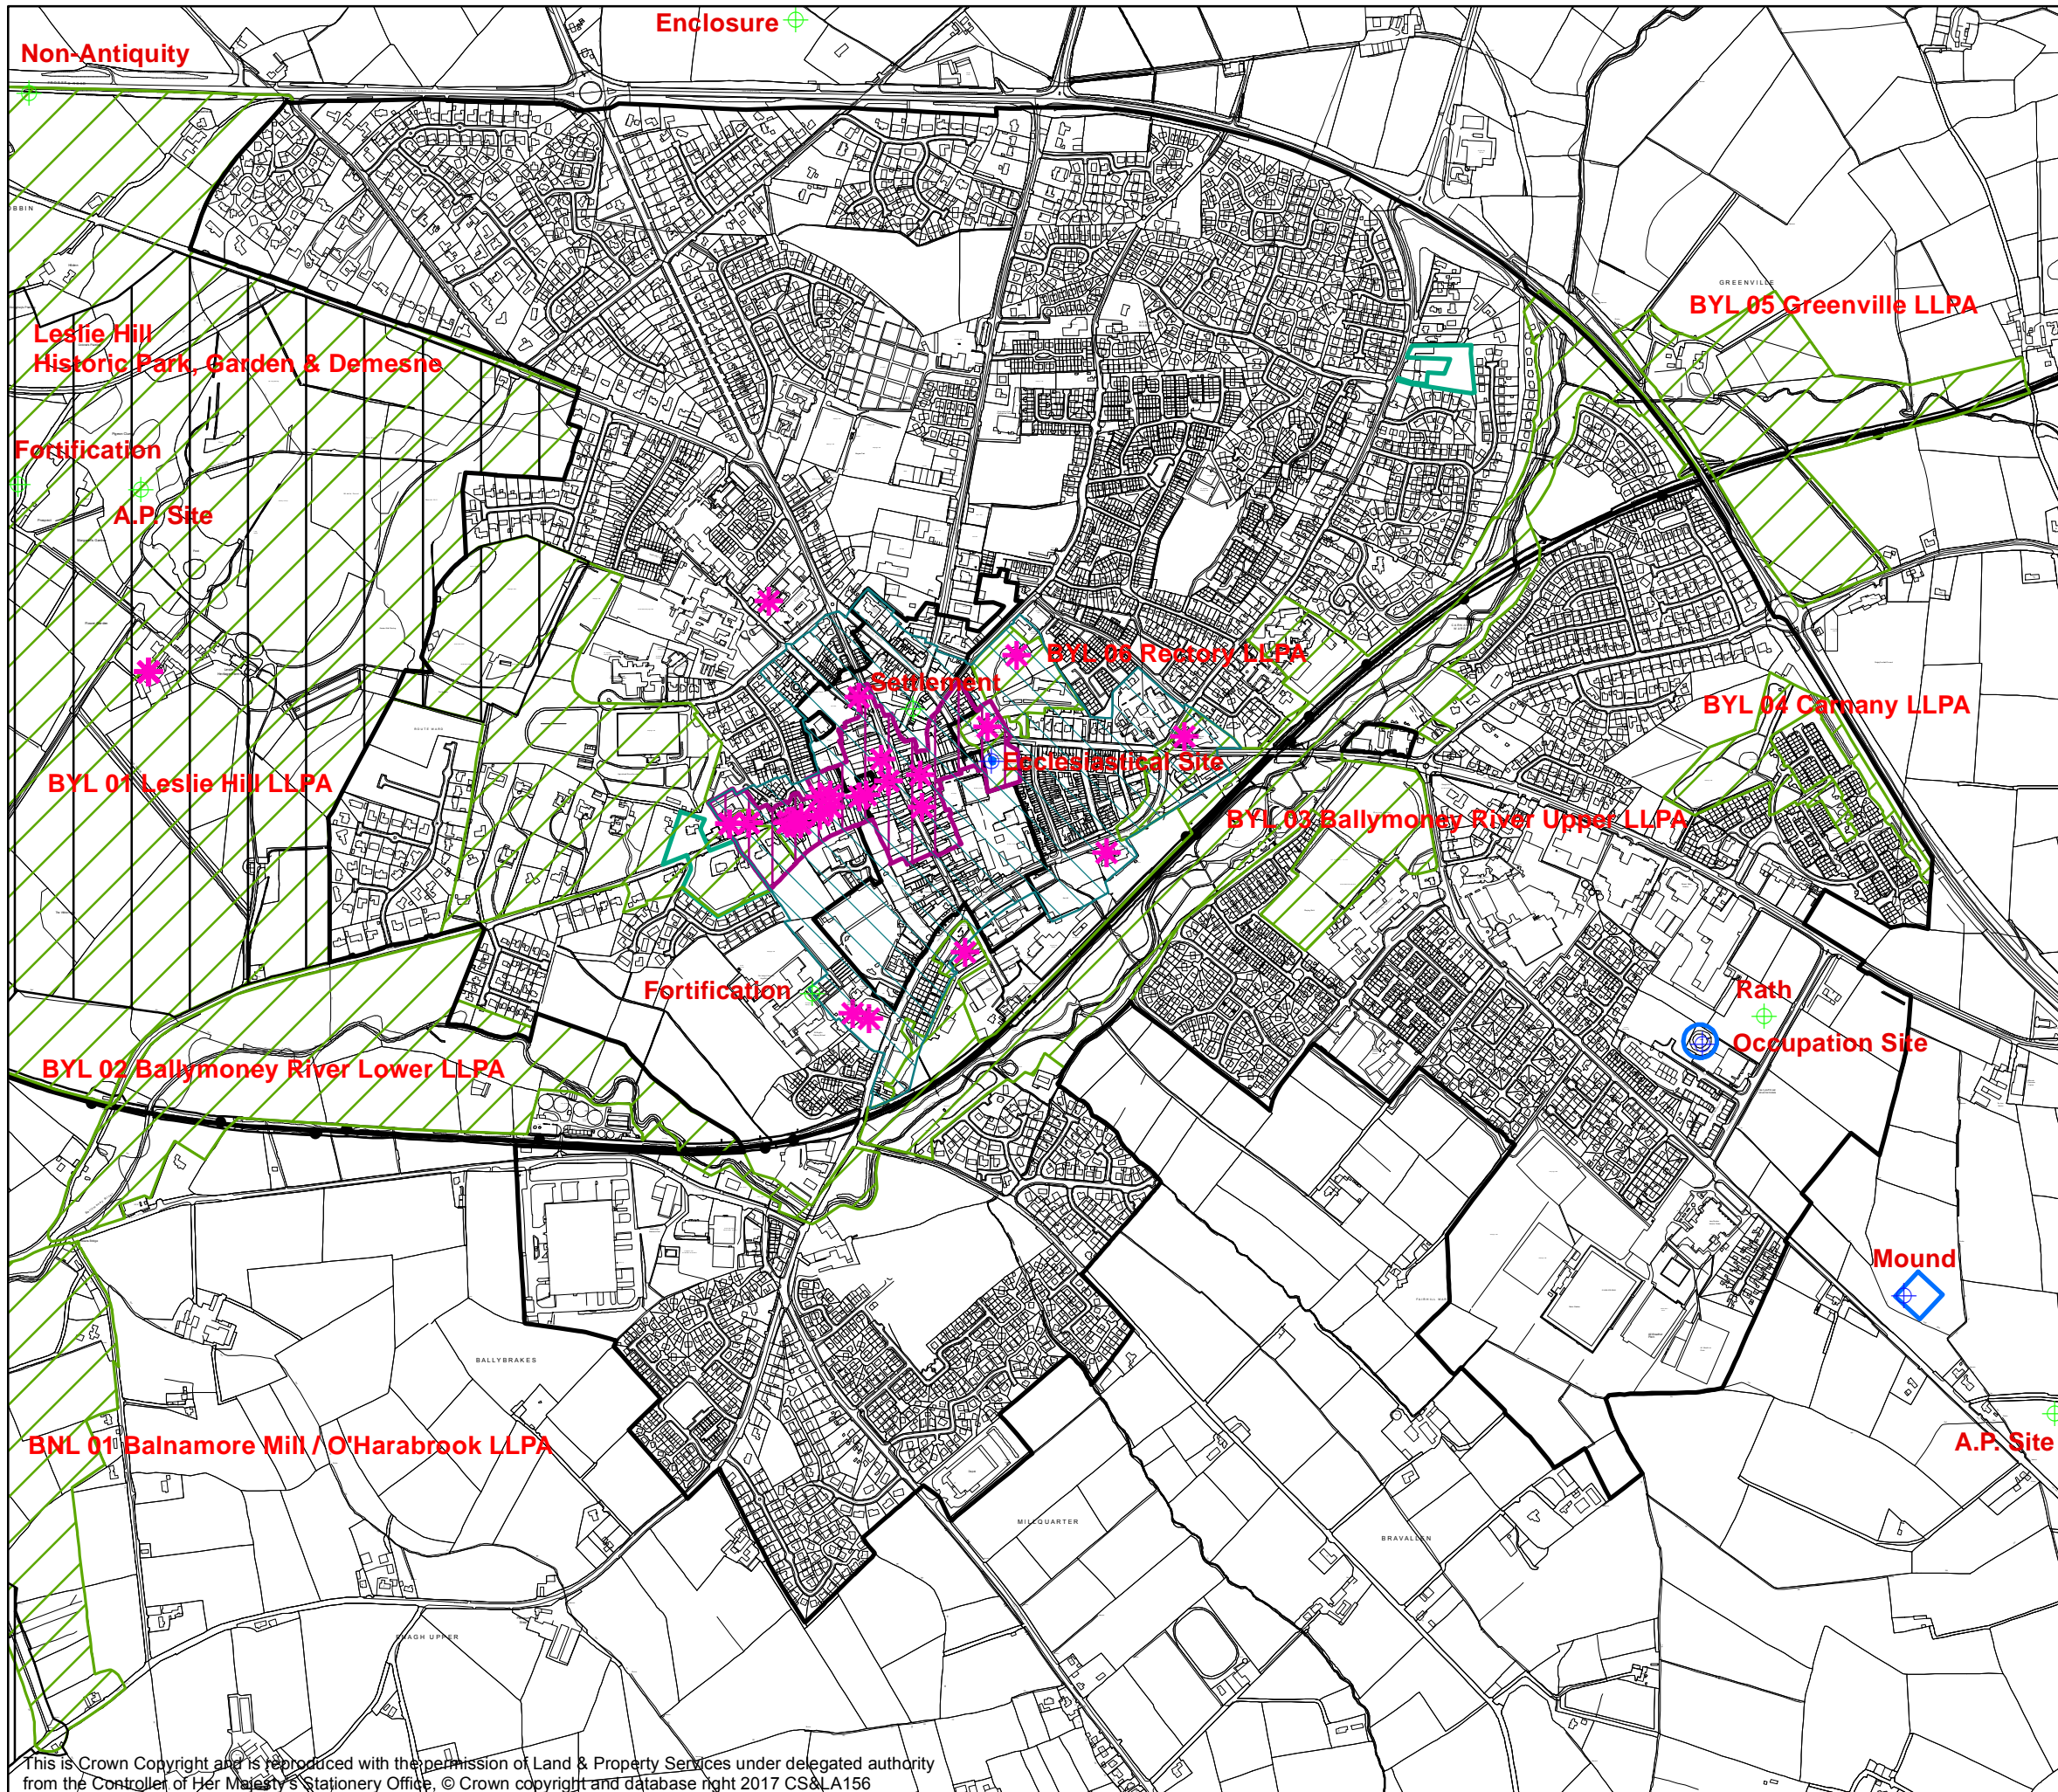 Enclosure
Non-Antiquity
GREENVILLE
BYL 05 Greenville LLPA
Leslie Hill
Historic Park, Garden & Demesne
Fortification
A.P. Site
BYL 06 Rectory LLPA
Settlement
BYL 04 Carnany LLPA
ROUTE WARD
Ecclesiastical Site
BYL 01 Leslie Hill LLPA
BYL 03 Ballymoney River Upper LLPA
Fortification
Rath
Occupation Site
BYL 02 Ballymoney River Lower LLPA
Mound
BALLYBRAKES
BNL 01 Balnamore Mill / O'Harabrook LLPA
A.P. Site
MILLQUARTER
BRAVALLEN
This is Crown Copyright and is reproduced with the permission of Land & Property Services under delegated authority
from the Controller of Her Majesty's Stationery Office, © Crown copyright and database right 2017 CS&LA156